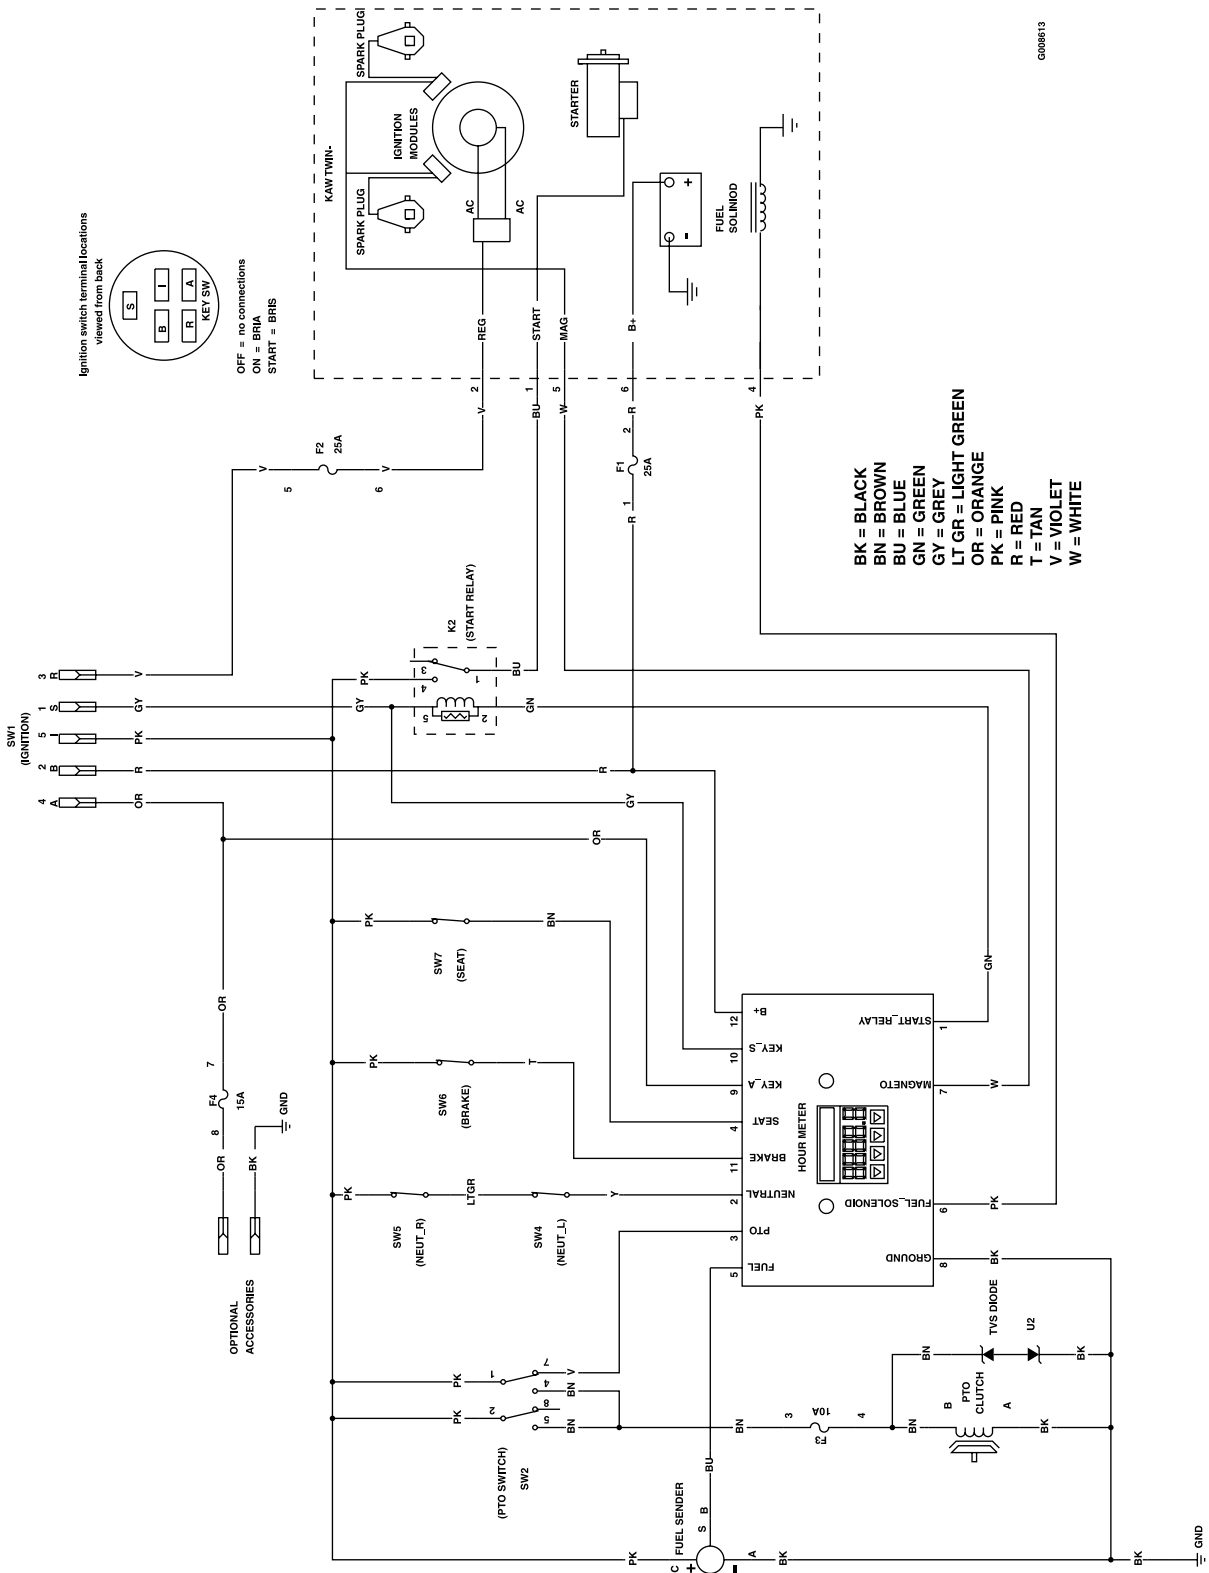 G008613
Ignition switch terminal locations
viewed from back
S
B
I
R
A
KEY SW
OFF = no connections
ON = BRIA
START = BRIS
KAW TWIN-
SPARK PLUG
SPARK PLUG
IGNITION
MODULES
STARTER
AC
AC
+
-
FUEL
SOLINIOD
REG
START
MAG
B+
2
1
5
6
4
V
BU
W
R
PK
F2
25A
V
V
5
6
2
F1
25A
1
R
BK = BLACK
BN = BROWN
BU = BLUE
GN = GREEN
GY = GREY
LT GR = LIGHT GREEN
OR = ORANGE
PK = PINK
R = RED
T = TAN
V = VIOLET
W = WHITE
K2
(START RELAY)
3
4
1
5
2
PK
GY
BU
GN
SW1
(IGNITION)
3 R
1 S
5 I
2 B
4 A
V
GY
PK
R
OR
R
GY
OR
PK
SW7
(SEAT)
BN
OR
7
F4
15A
8
OR
BK
GND
OPTIONAL
ACCESSORIES
PK
SW6
(BRAKE)
T
PK
SW5
(NEUT_R)
LTGR
SW4
(NEUT_L)
Y
GN
12 B+
10 KEY_S
9 KEY_A
4 SEAT
11 BRAKE
2 NEUTRAL
3 PTO
5 FUEL
HOUR METER
START_RELAY 1
MAGNETO 7
FUEL_SOLENOID 6
GROUND 8
W
PK
BK
PK
PK
1
2
7
4
8
5
V
BN
BN
(PTO SWITCH)
SW2
BN
3
F3
10A
4
BN
BN
TVS DIODE
U2
BK
PTO
CLUTCH
B
A
BK
BU
FUEL SENDER
S
B
C
+
-
A
PK
BK
BK
GND